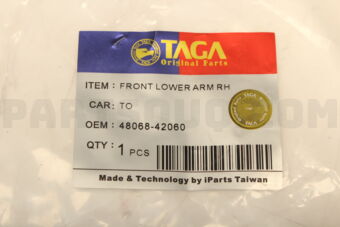 TAGA
Original Parts
ITEM : FRONT LOWER ARM RH
CAR: TO
OEM : 48068-42060
QTY : 1 PCS
Made & Technology by iParts Taiwan